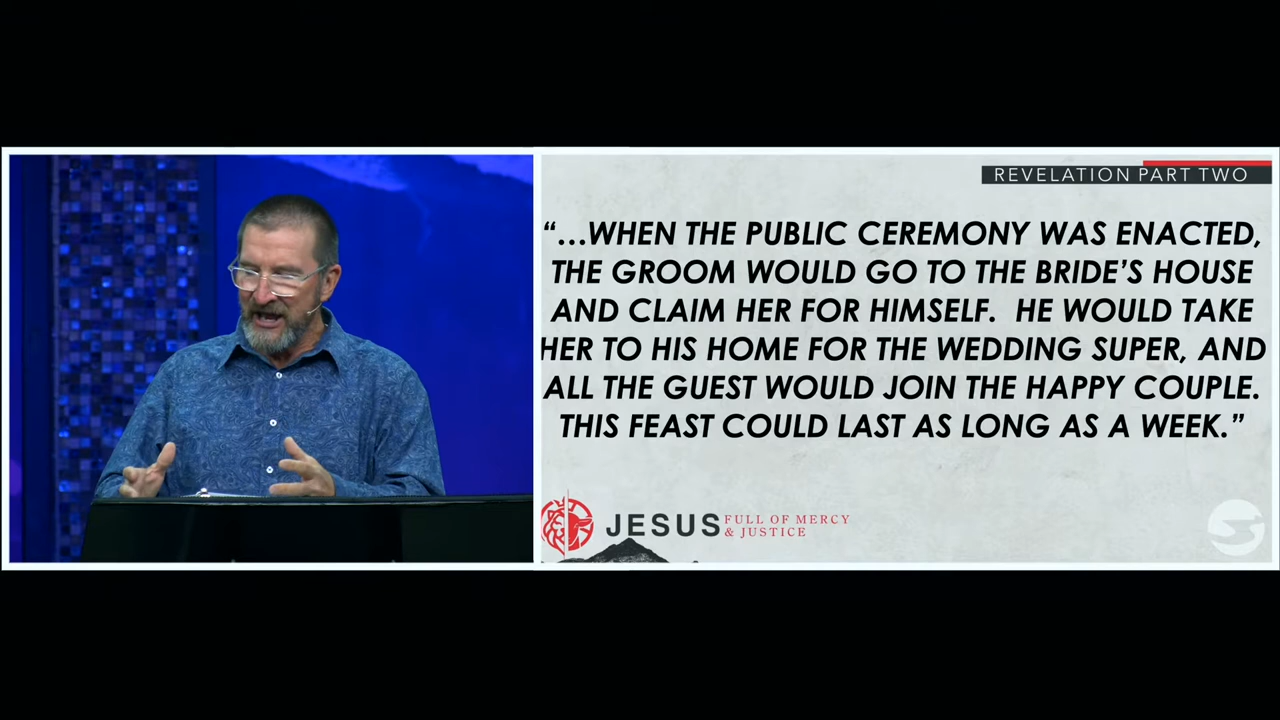 REVELATION PART TWO
“...WHEN THE PUBLIC CEREMONY WAS ENACTED,
THE GROOM WOULD GO TO THE BRIDE’S HOUSE
AND CLAIM HER FOR HIMSELF.  HE WOULD TAKE
HER TO HIS HOME FOR THE WEDDING SUPER, AND
ALL THE GUEST WOULD JOIN THE HAPPY COUPLE.
THIS FEAST COULD LAST AS LONG AS A WEEK.”
JESUS FULL OF MERCY
& JUSTICE